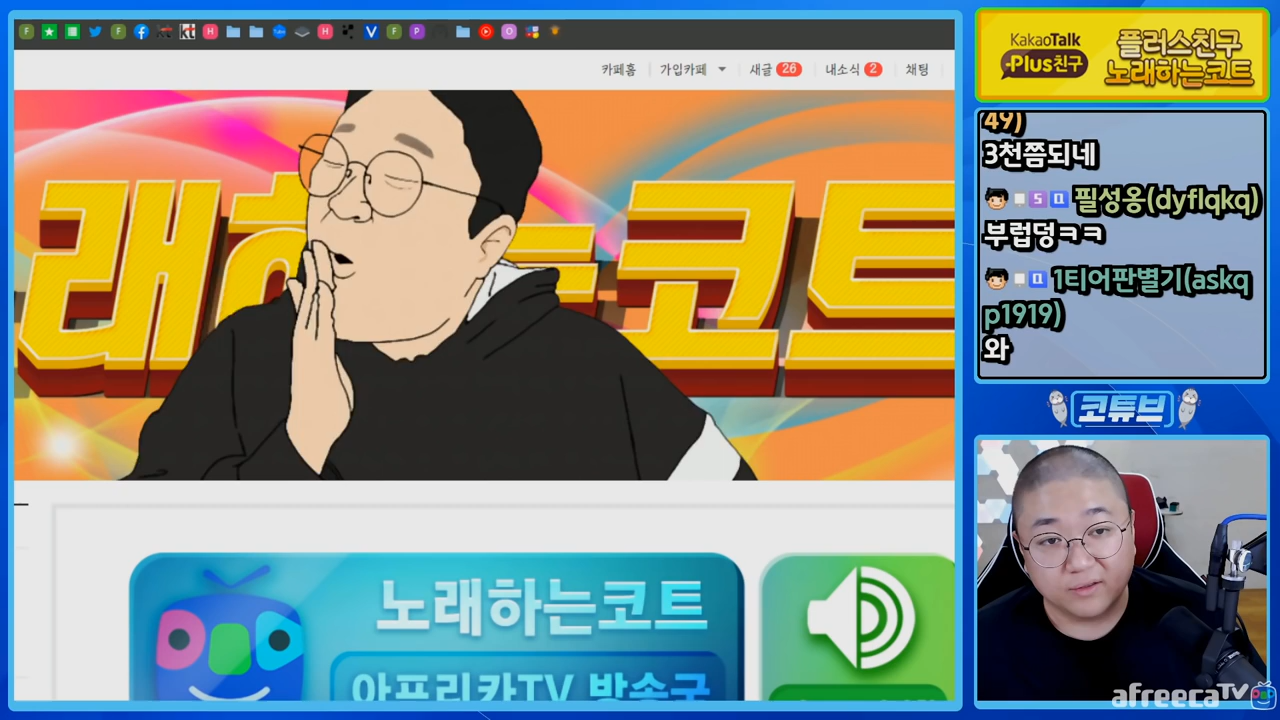 카페홈
가입카페
새글 26
내소식 2
채팅
래하는코트
노래하는코트
아프리카TV 방송국
KakaoTalk
Plus친구
플러스친구
노래하는코트
49)
3천쯤되네
필성옹(dyflqkq)
부럽덩ㅋㅋ
1티어판별기(askq
p1919)
와
코튜브
afreecaTV